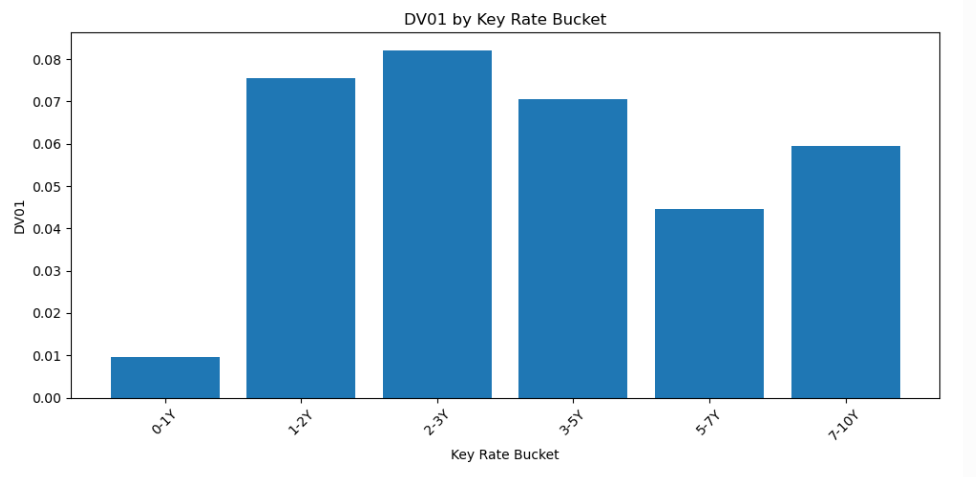 DV01 by Key Rate Bucket
0.08
0.07
0.06
0.05
0.04
0.03
0.02
0.01
0.00
DV01
0-1Y
1-2Y
2-3Y
3-5Y
5-7Y
7-10Y
Key Rate Bucket